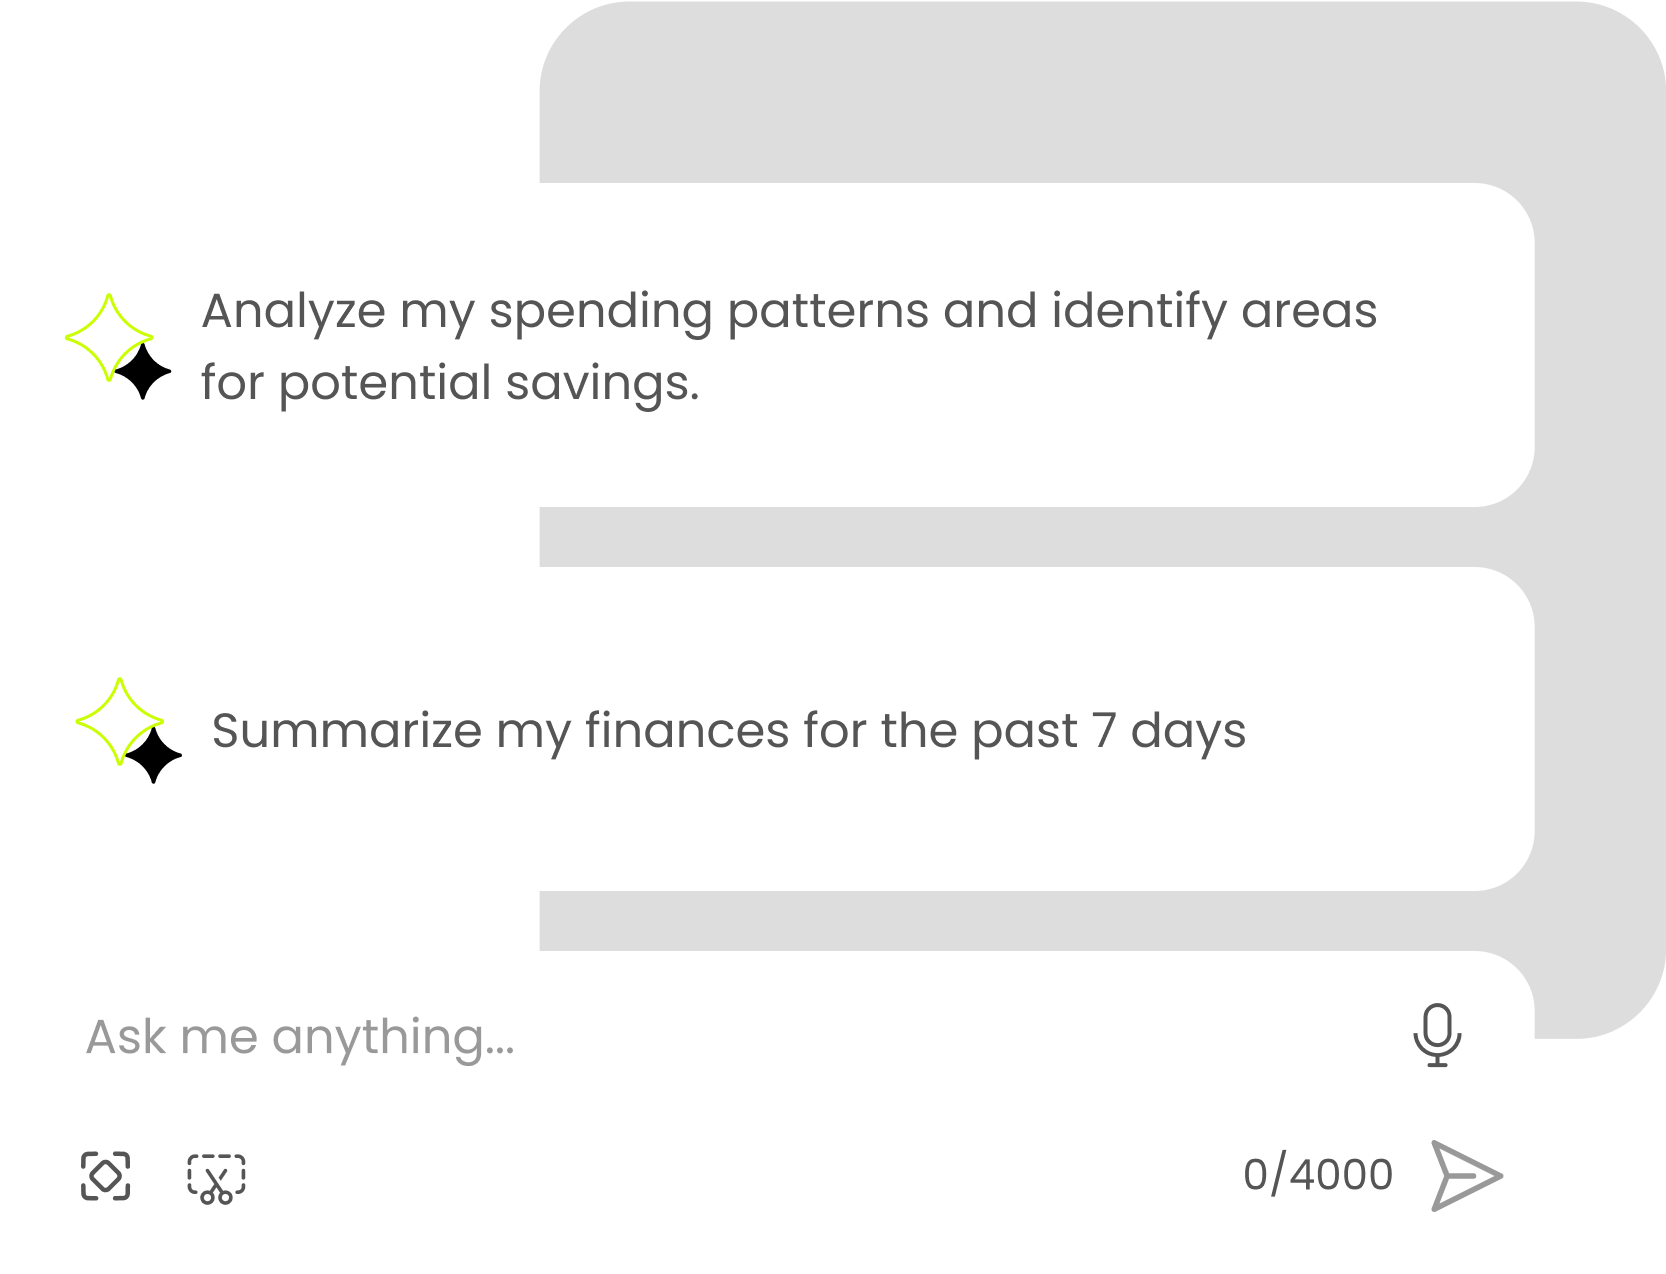 Analyze my spending patterns and identify areas
for potential savings.
Summarize my finances for the past 7 days
Ask me anything...
0/4000